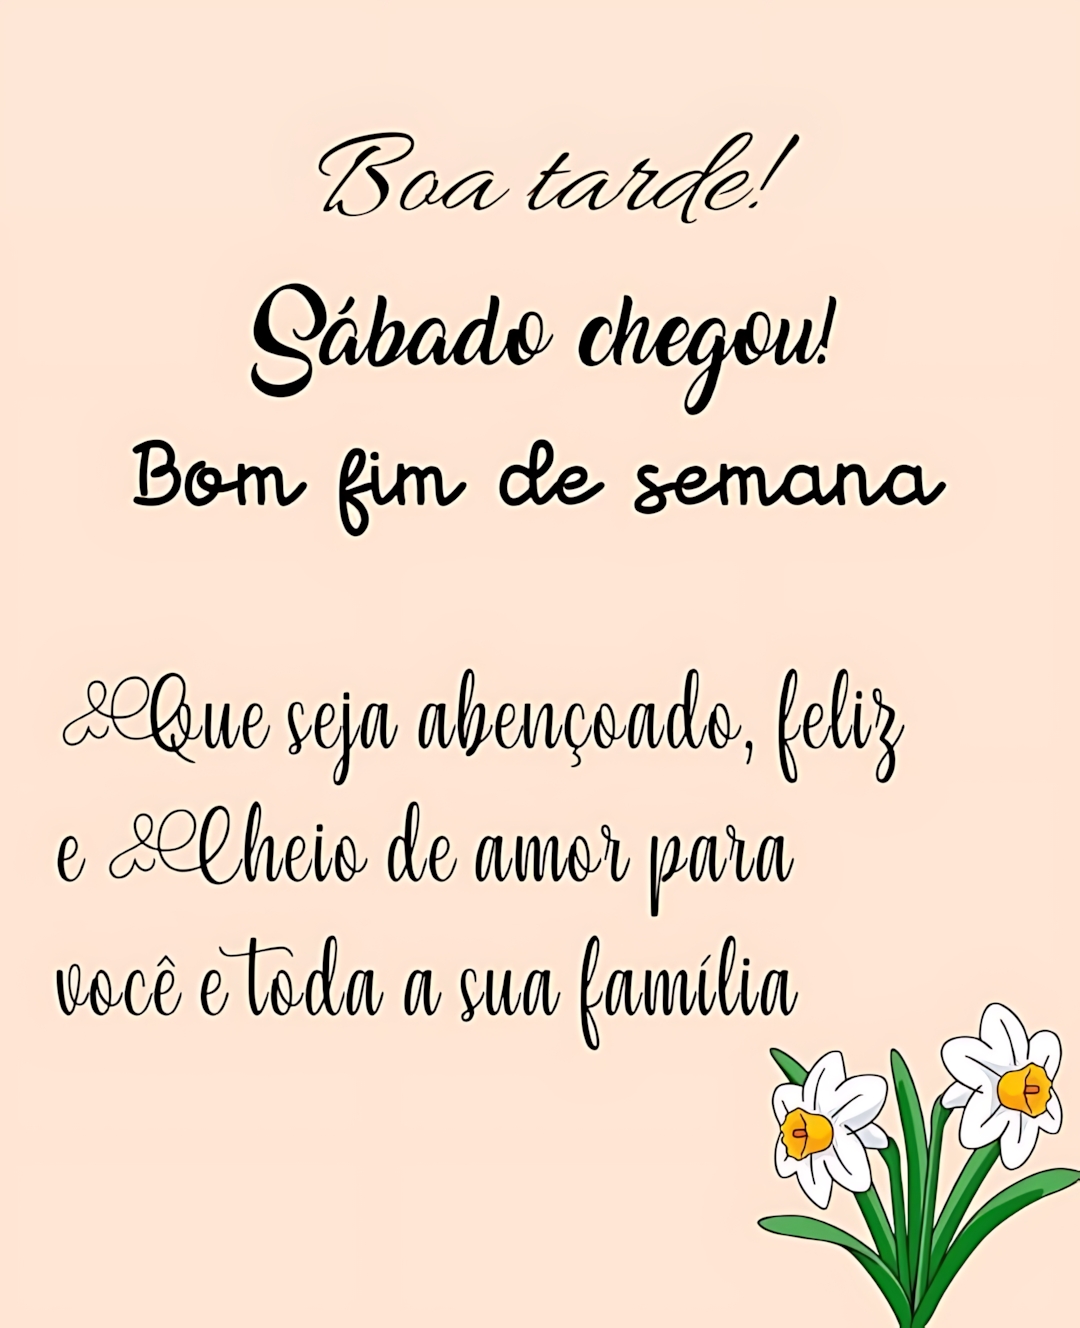 Boa tarde!
Sábado chegou!
Bom fim de semana
Que seja abençoado, feliz
e Cheio de amor para
você e toda a sua família